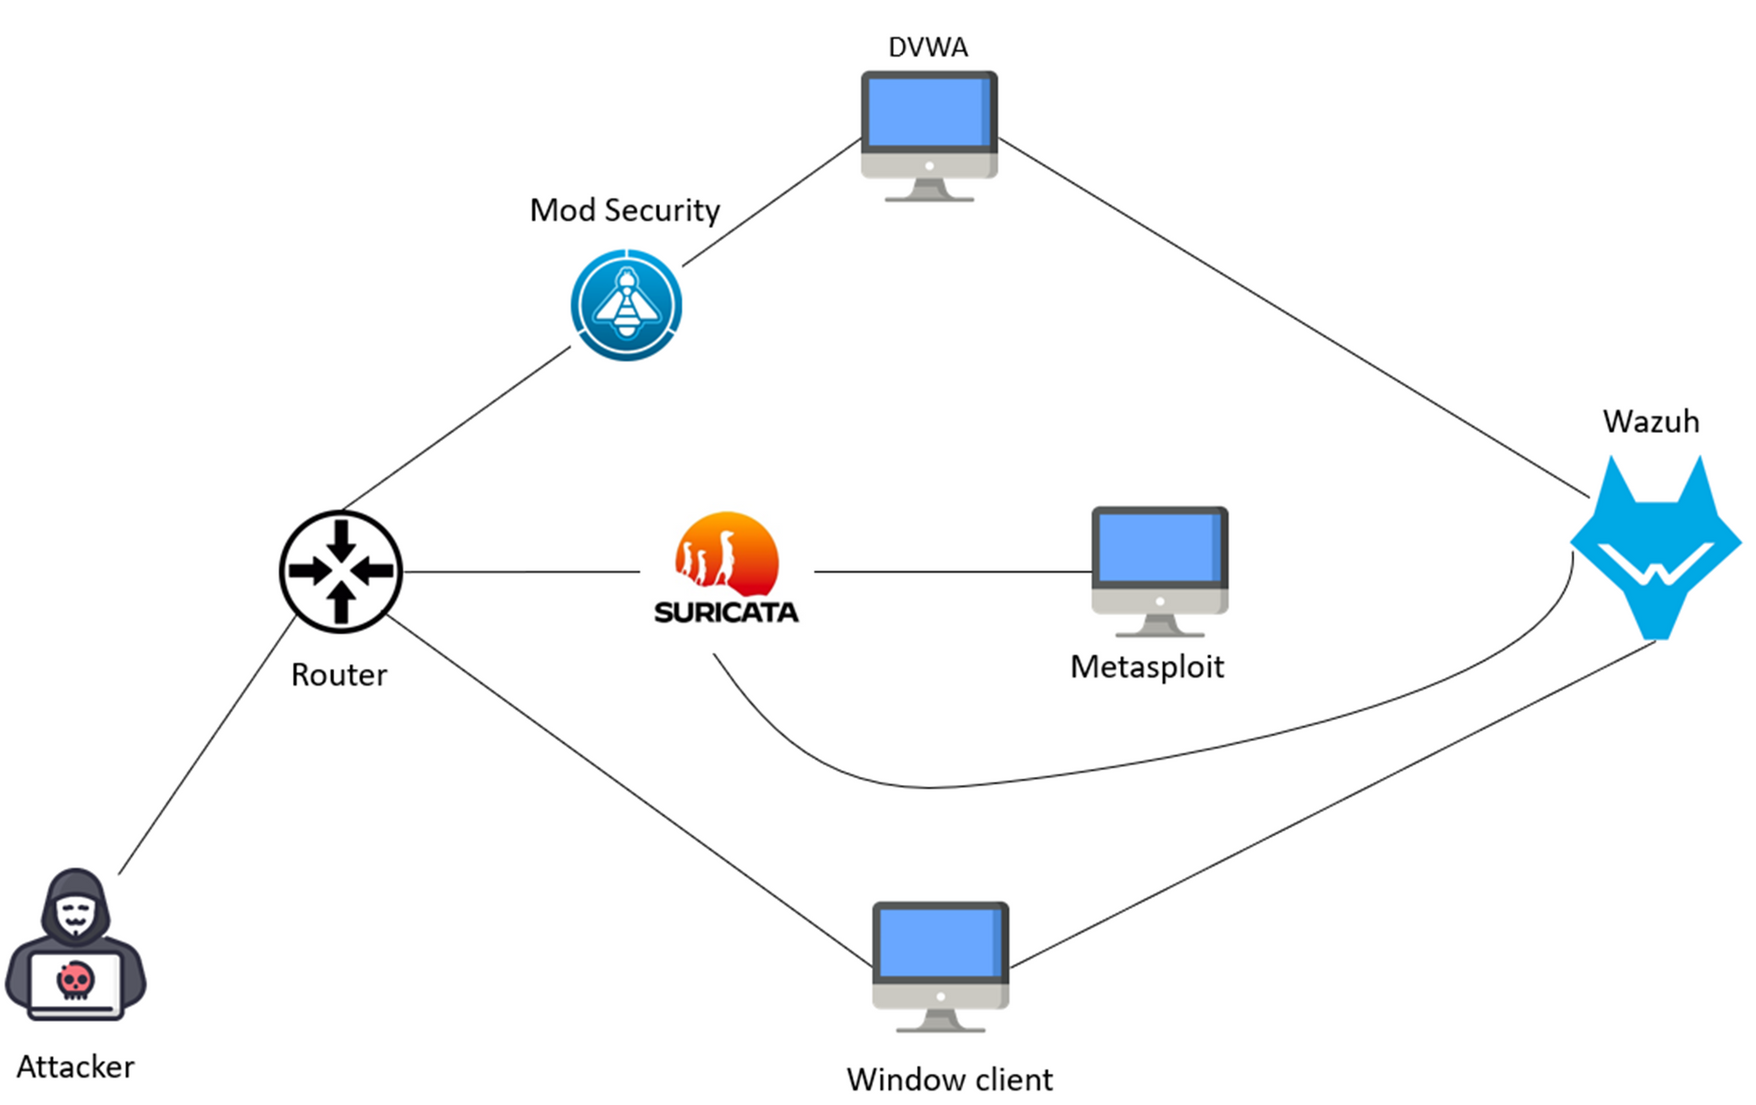 DVWA
Mod Security
Wazuh
SURICATA
Router
Metasploit
Attacker
Window client